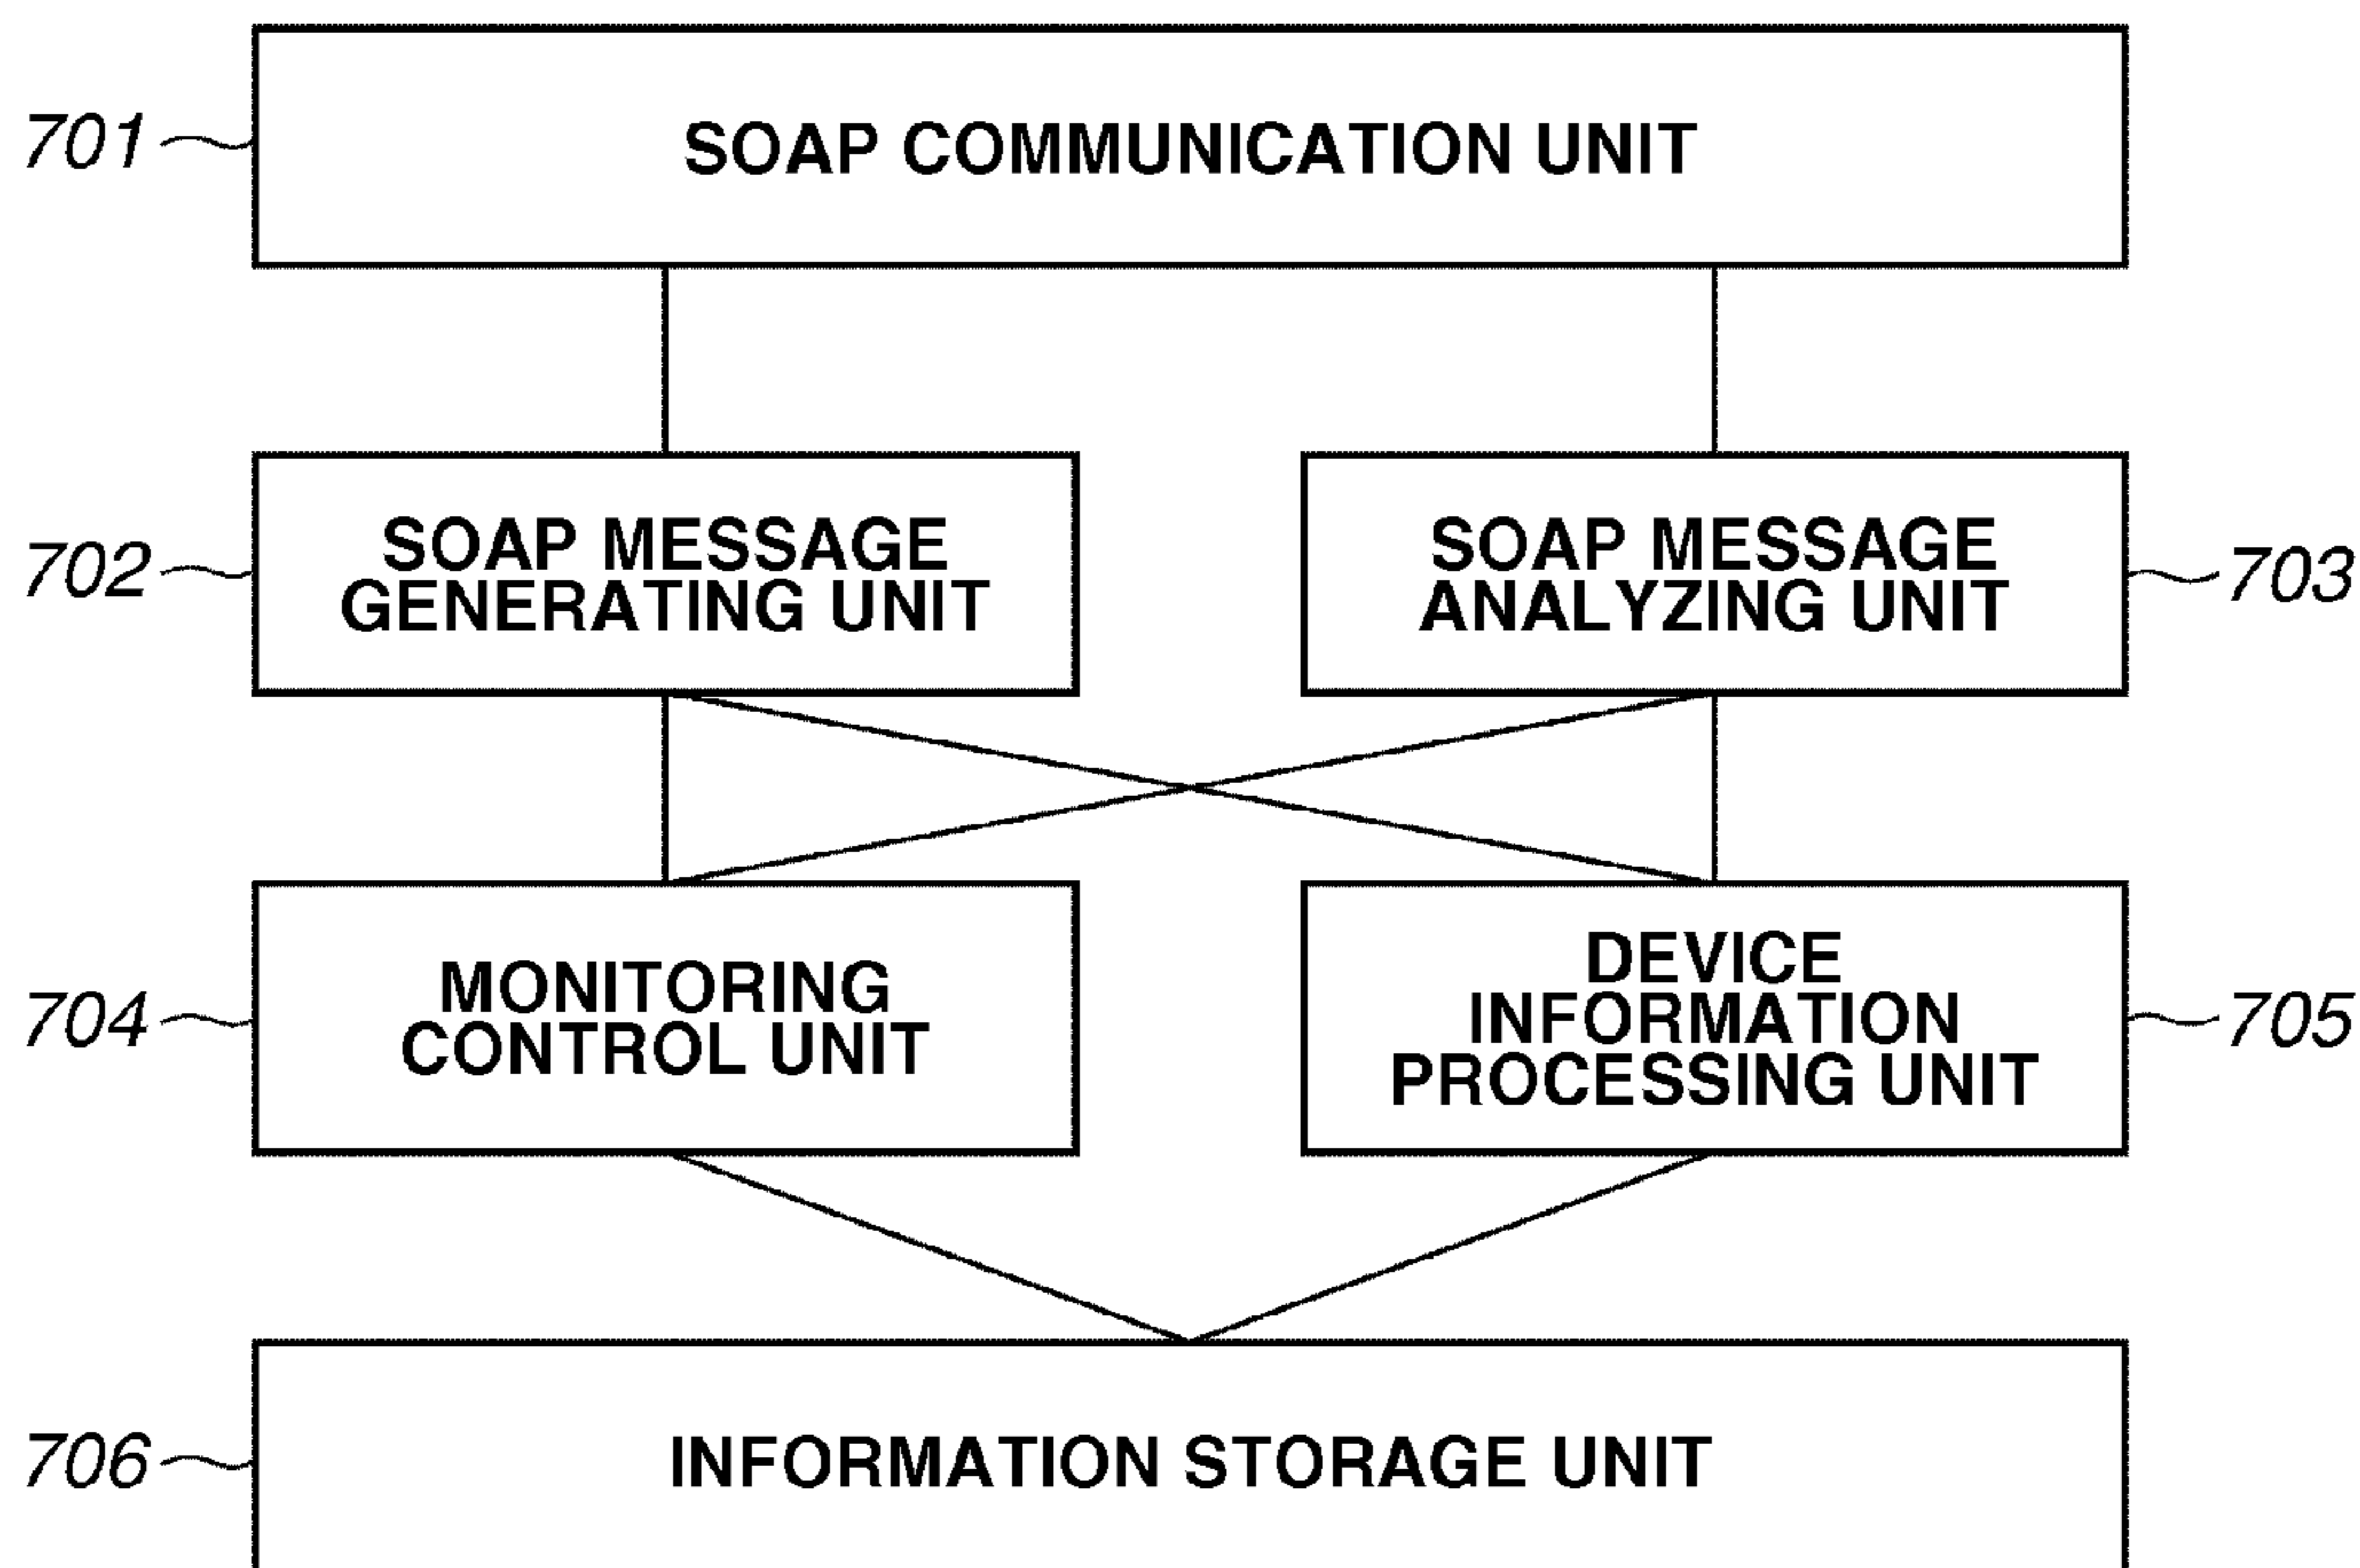 701
SOAP COMMUNICATION UNIT
702
SOAP MESSAGE
GENERATING UNIT
SOAP MESSAGE
ANALYZING UNIT
703
704
MONITORING
CONTROL UNIT
DEVICE
INFORMATION
PROCESSING UNIT
705
706
INFORMATION STORAGE UNIT